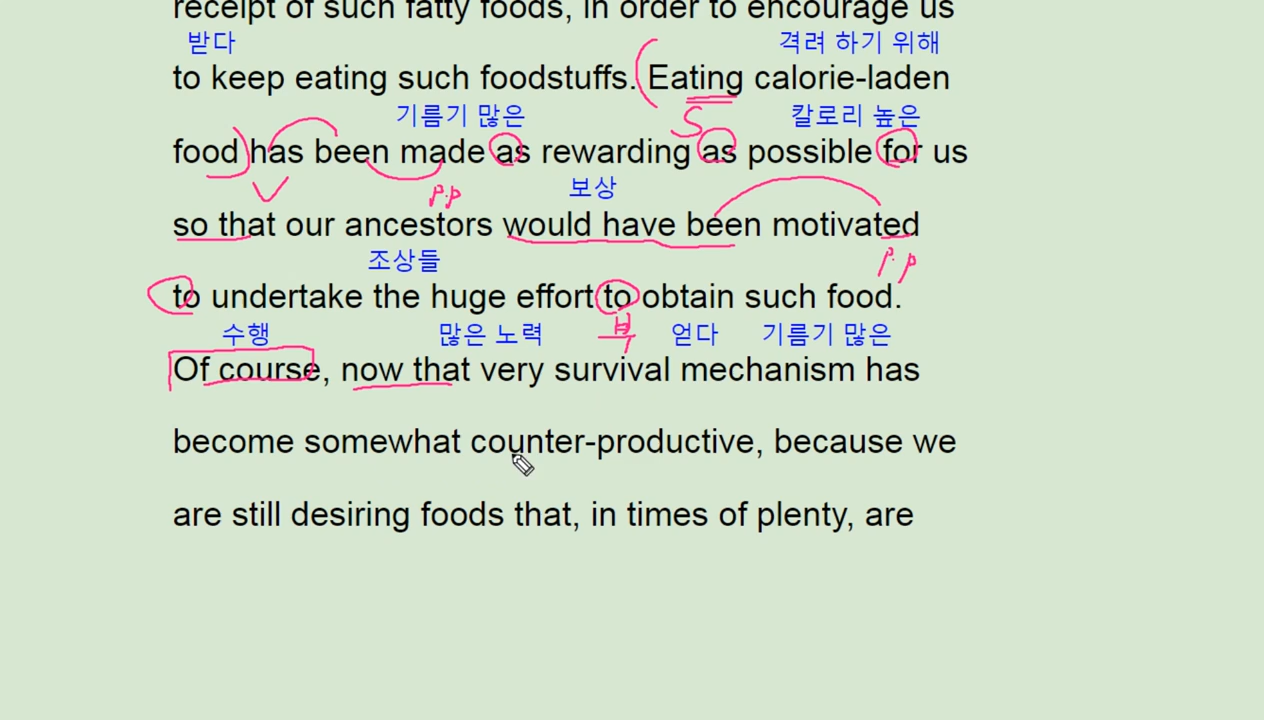 receipt of such fatty foods, in order to encourage us
받다 격려 하기 위해
to keep eating such foodstuffs. Eating calorie-laden
기름기 많은 S 칼로리 높은
food has been made as rewarding as possible for us
p.p 보상
so that our ancestors would have been motivated
조상들 p.p
to undertake the huge effort to obtain such food.
수행 많은 노력 부 얻다 기름기 많은
Of course, now that very survival mechanism has
become somewhat counter-productive, because we
are still desiring foods that, in times of plenty, are